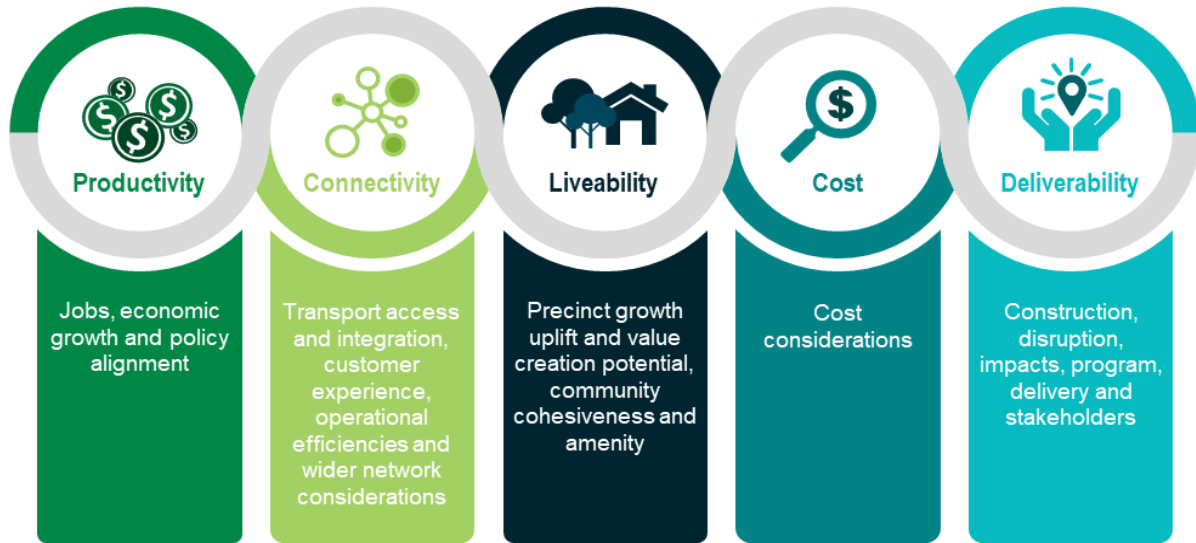 Productivity
Jobs, economic
growth and policy
alignment
Connectivity
Transport access
and integration,
customer
experience,
operational
efficiencies and
wider network
considerations
Liveability
Precinct growth
uplift and value
creation potential,
community
cohesiveness and
amenity
$
Cost
Cost
considerations
Deliverability
Construction,
disruption,
impacts, program,
delivery and
stakeholders